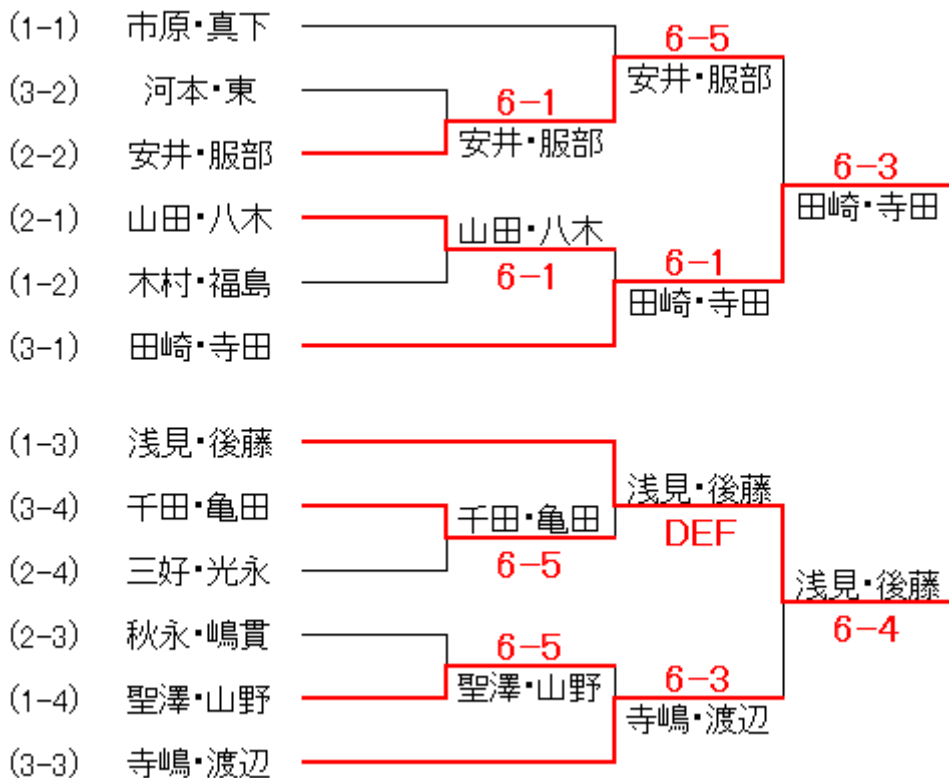 (1-1) 市原・真下
6-5
安井・服部
(3-2) 河本・東
6-1
安井・服部
(2-2) 安井・服部
6-3
田崎・寺田
(2-1) 山田・八木
山田・八木
6-1
6-1
田崎・寺田
(1-2) 木村・福島
(3-1) 田崎・寺田
(1-3) 浅見・後藤
浅見・後藤
DEF
(3-4) 千田・亀田
千田・亀田
6-5
(2-4) 三好・光永
浅見・後藤
6-4
(2-3) 秋永・嶋貫
6-5
聖澤・山野
(1-4) 聖澤・山野
6-3
寺嶋・渡辺
(3-3) 寺嶋・渡辺